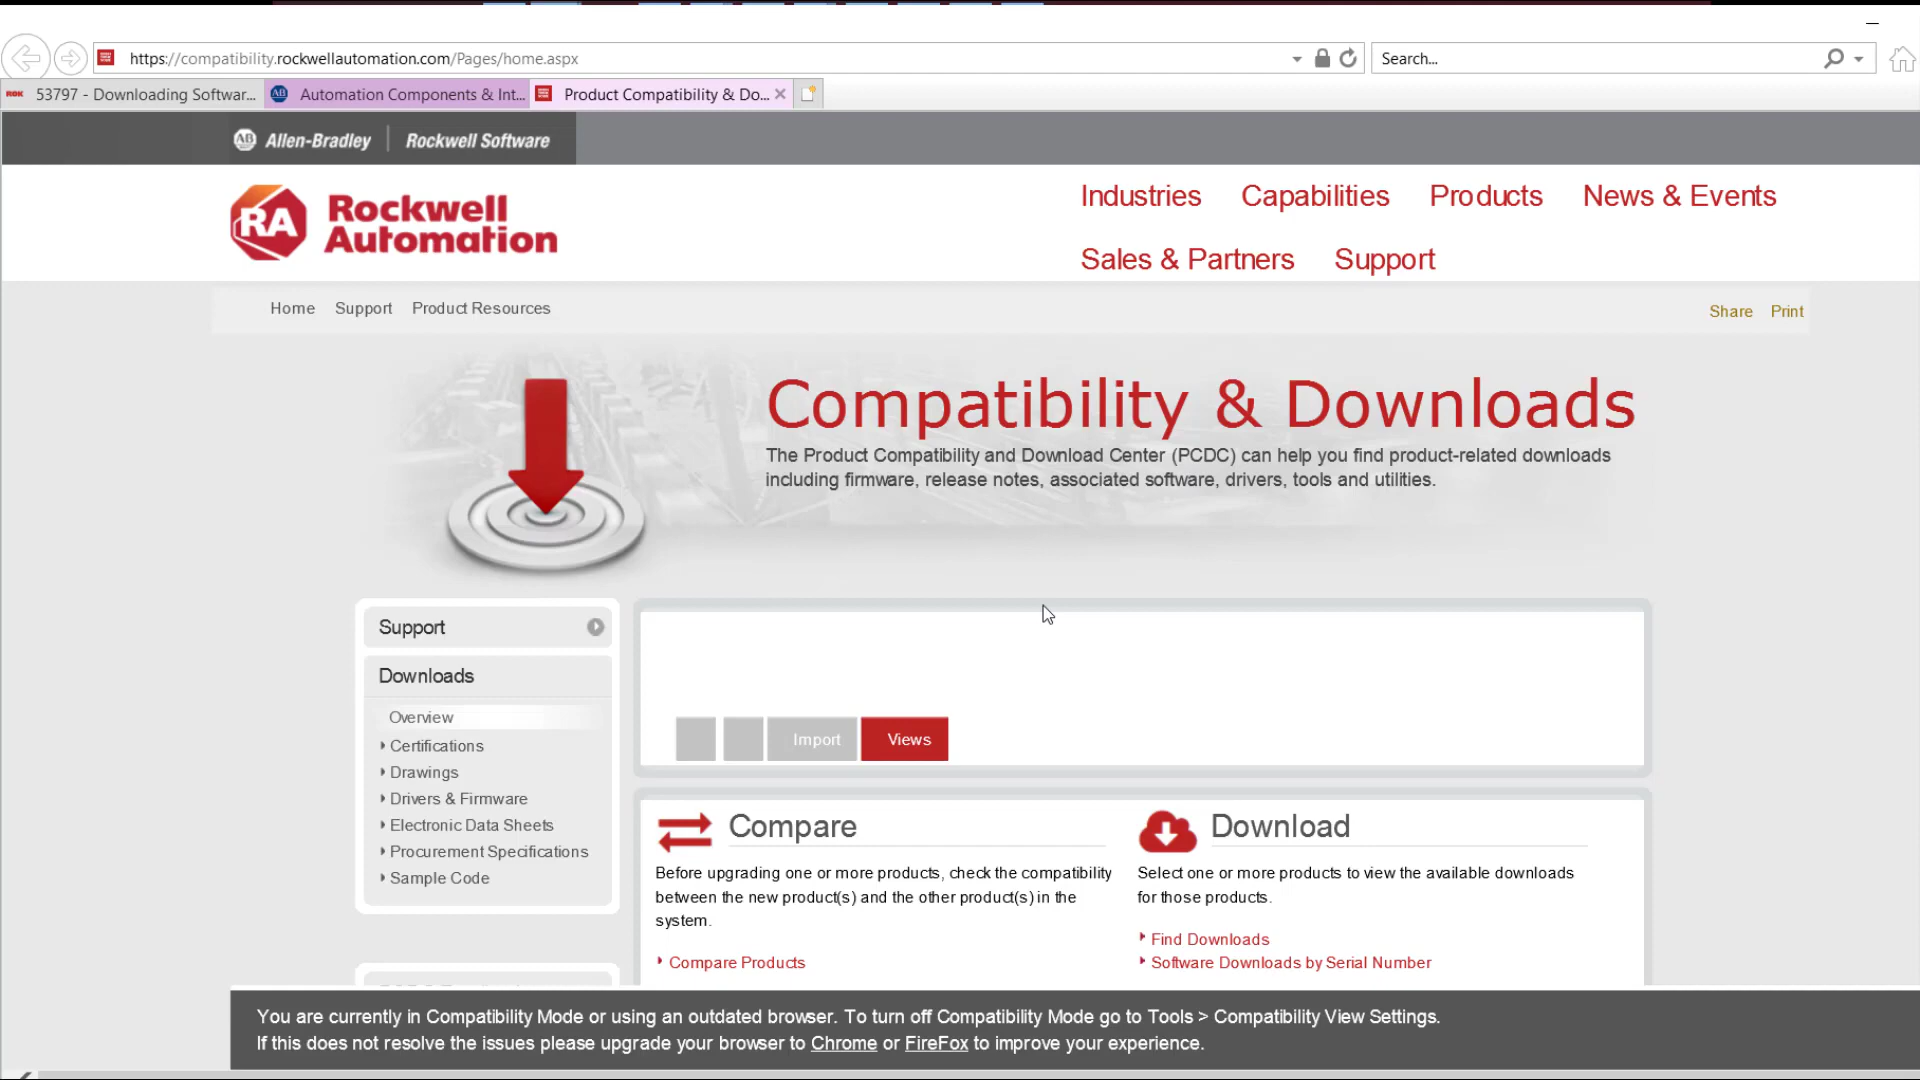 https://compatibility.rockwellautomation.com/Pages/home.aspx
Search...
53797 - Downloading Softwar...
Automation Components & Int...
Product Compatibility & Do...
Allen-Bradley
Rockwell Software
RA
Rockwell
Automation
Industries Capabilities Products News & Events
Sales & Partners Support
Home Support Product Resources
Share Print
Compatibility & Downloads
The Product Compatibility and Download Center (PCDC) can help you find product-related downloads
including firmware, release notes, associated software, drivers, tools and utilities.
Support
Downloads
Overview
Certifications
Drawings
Drivers & Firmware
Electronic Data Sheets
Procurement Specifications
Sample Code
Import
Views
Compare
Before upgrading one or more products, check the compatibility
between the new product(s) and the other product(s) in the
system.
Compare Products
Download
Select one or more products to view the available downloads
for those products.
Find Downloads
Software Downloads by Serial Number
You are currently in Compatibility Mode or using an outdated browser. To turn off Compatibility Mode go to Tools > Compatibility View Settings.
If this does not resolve the issues please upgrade your browser to Chrome or FireFox to improve your experience.